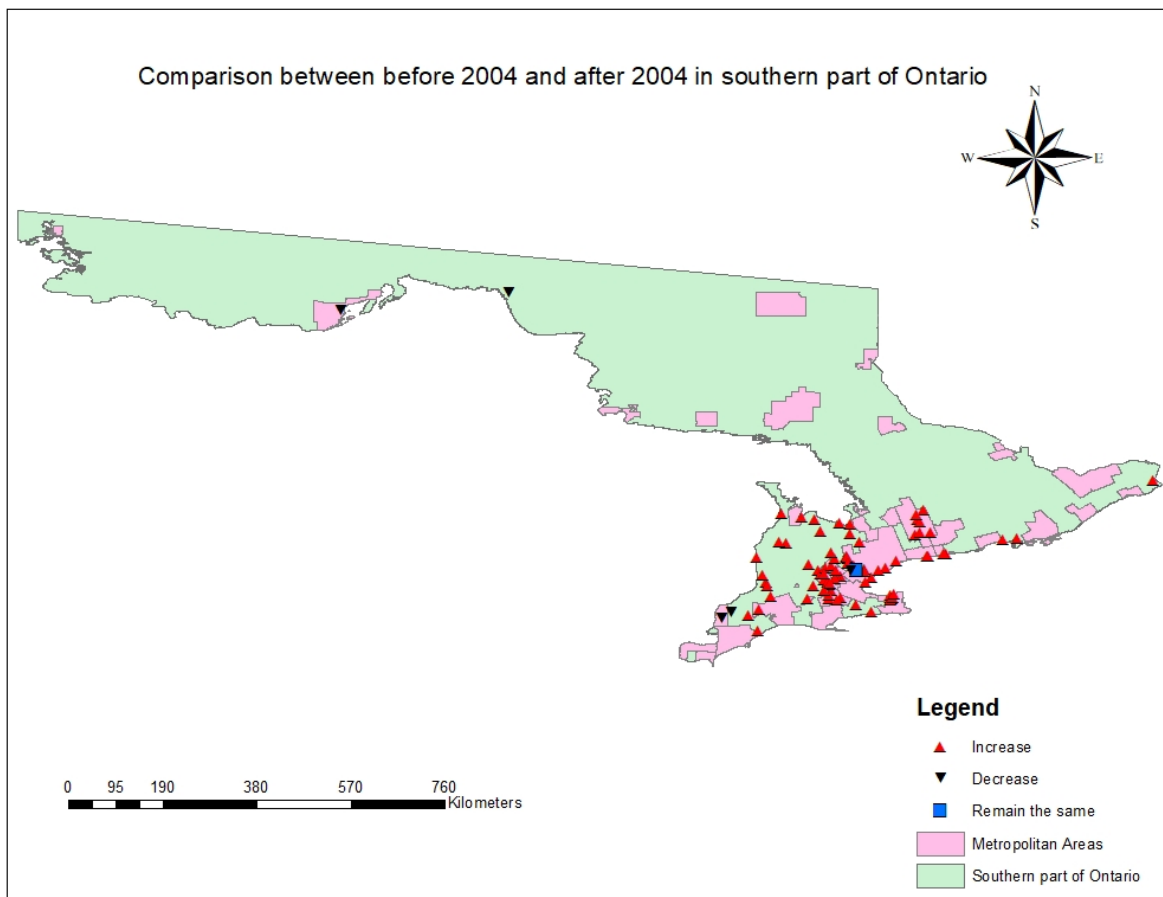 Comparison between before 2004 and after 2004 in southern part of Ontario
N
W E
S
Legend
Increase
Decrease
Remain the same
Metropolitan Areas
Southern part of Ontario
0 95 190 380 570 760
Kilometers